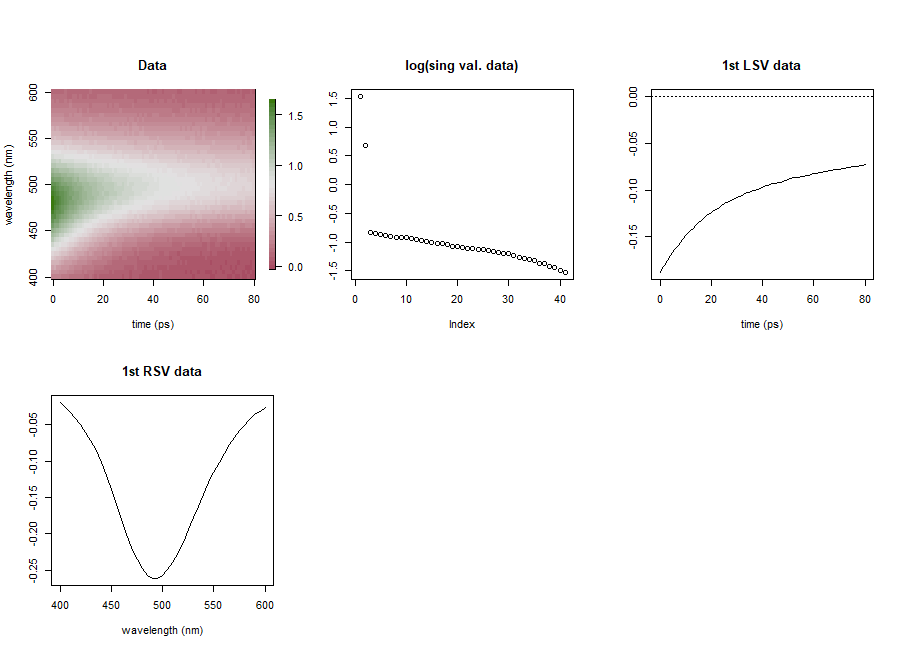 Data
wavelength (nm)
400 450 500 550 600
0 20 40 60 80
time (ps)
0.0 0.5 1.0 1.5
log(sing val. data)
-1.5 -1.0 -0.5 0.0 0.5 1.0 1.5
0 10 20 30 40
Index
1st LSV data
-0.15 -0.10 -0.05 0.00
0 20 40 60 80
time (ps)
1st RSV data
-0.25 -0.20 -0.15 -0.10 -0.05
400 450 500 550 600
wavelength (nm)